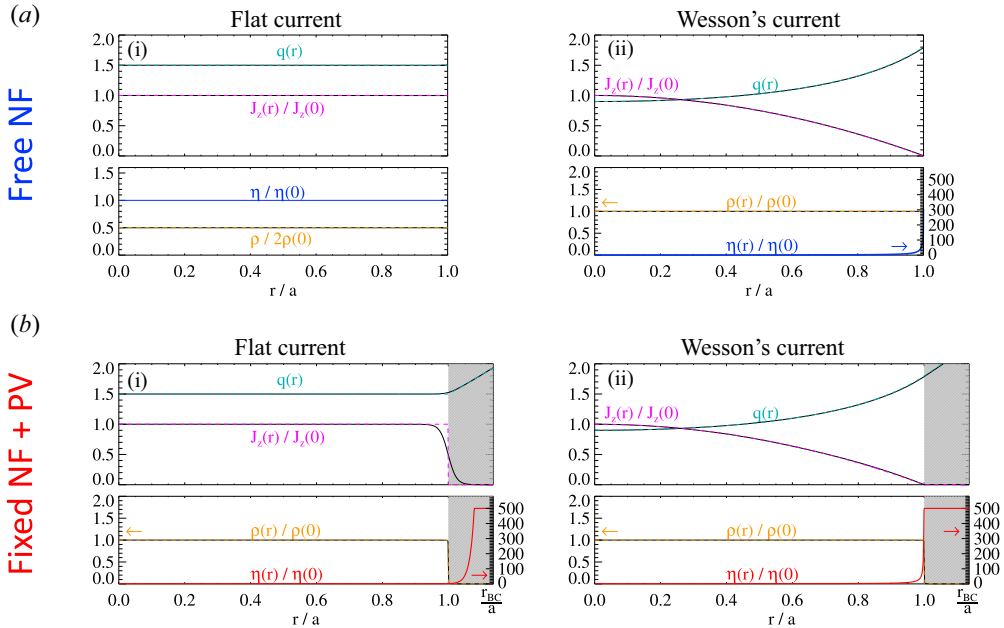 (a)
Free NF
Flat current
(i)
2.0
1.5
1.0
0.5
0.0
q(r)
J_z(r) / J_z(0)
1.5
1.0
0.5
0.0
η / η(0)
ρ / 2ρ(0)
0.0 0.2 0.4 0.6 0.8 1.0
r / a
Wesson's current
(ii)
2.0
1.5
1.0
0.5
0.0
J_z(r) / J_z(0)
q(r)
2.0
1.5
1.0
0.5
0.0
← ρ(r) / ρ(0)
η(r) / η(0) →
500
400
300
200
100
0
0.0 0.2 0.4 0.6 0.8 1.0
r / a
(b)
Fixed NF + PV
Flat current
(i)
2.0
1.5
1.0
0.5
0.0
q(r)
J_z(r) / J_z(0)
2.0
1.5
1.0
0.5
0.0
← ρ(r) / ρ(0)
η(r) / η(0) →
500
400
300
200
100
0
0.0 0.2 0.4 0.6 0.8 1.0 r_BC/a
r / a
Wesson's current
(ii)
2.0
1.5
1.0
0.5
0.0
J_z(r) / J_z(0)
q(r)
2.0
1.5
1.0
0.5
0.0
← ρ(r) / ρ(0)
η(r) / η(0) →
500
400
300
200
100
0
0.0 0.2 0.4 0.6 0.8 1.0 r_BC/a
r / a